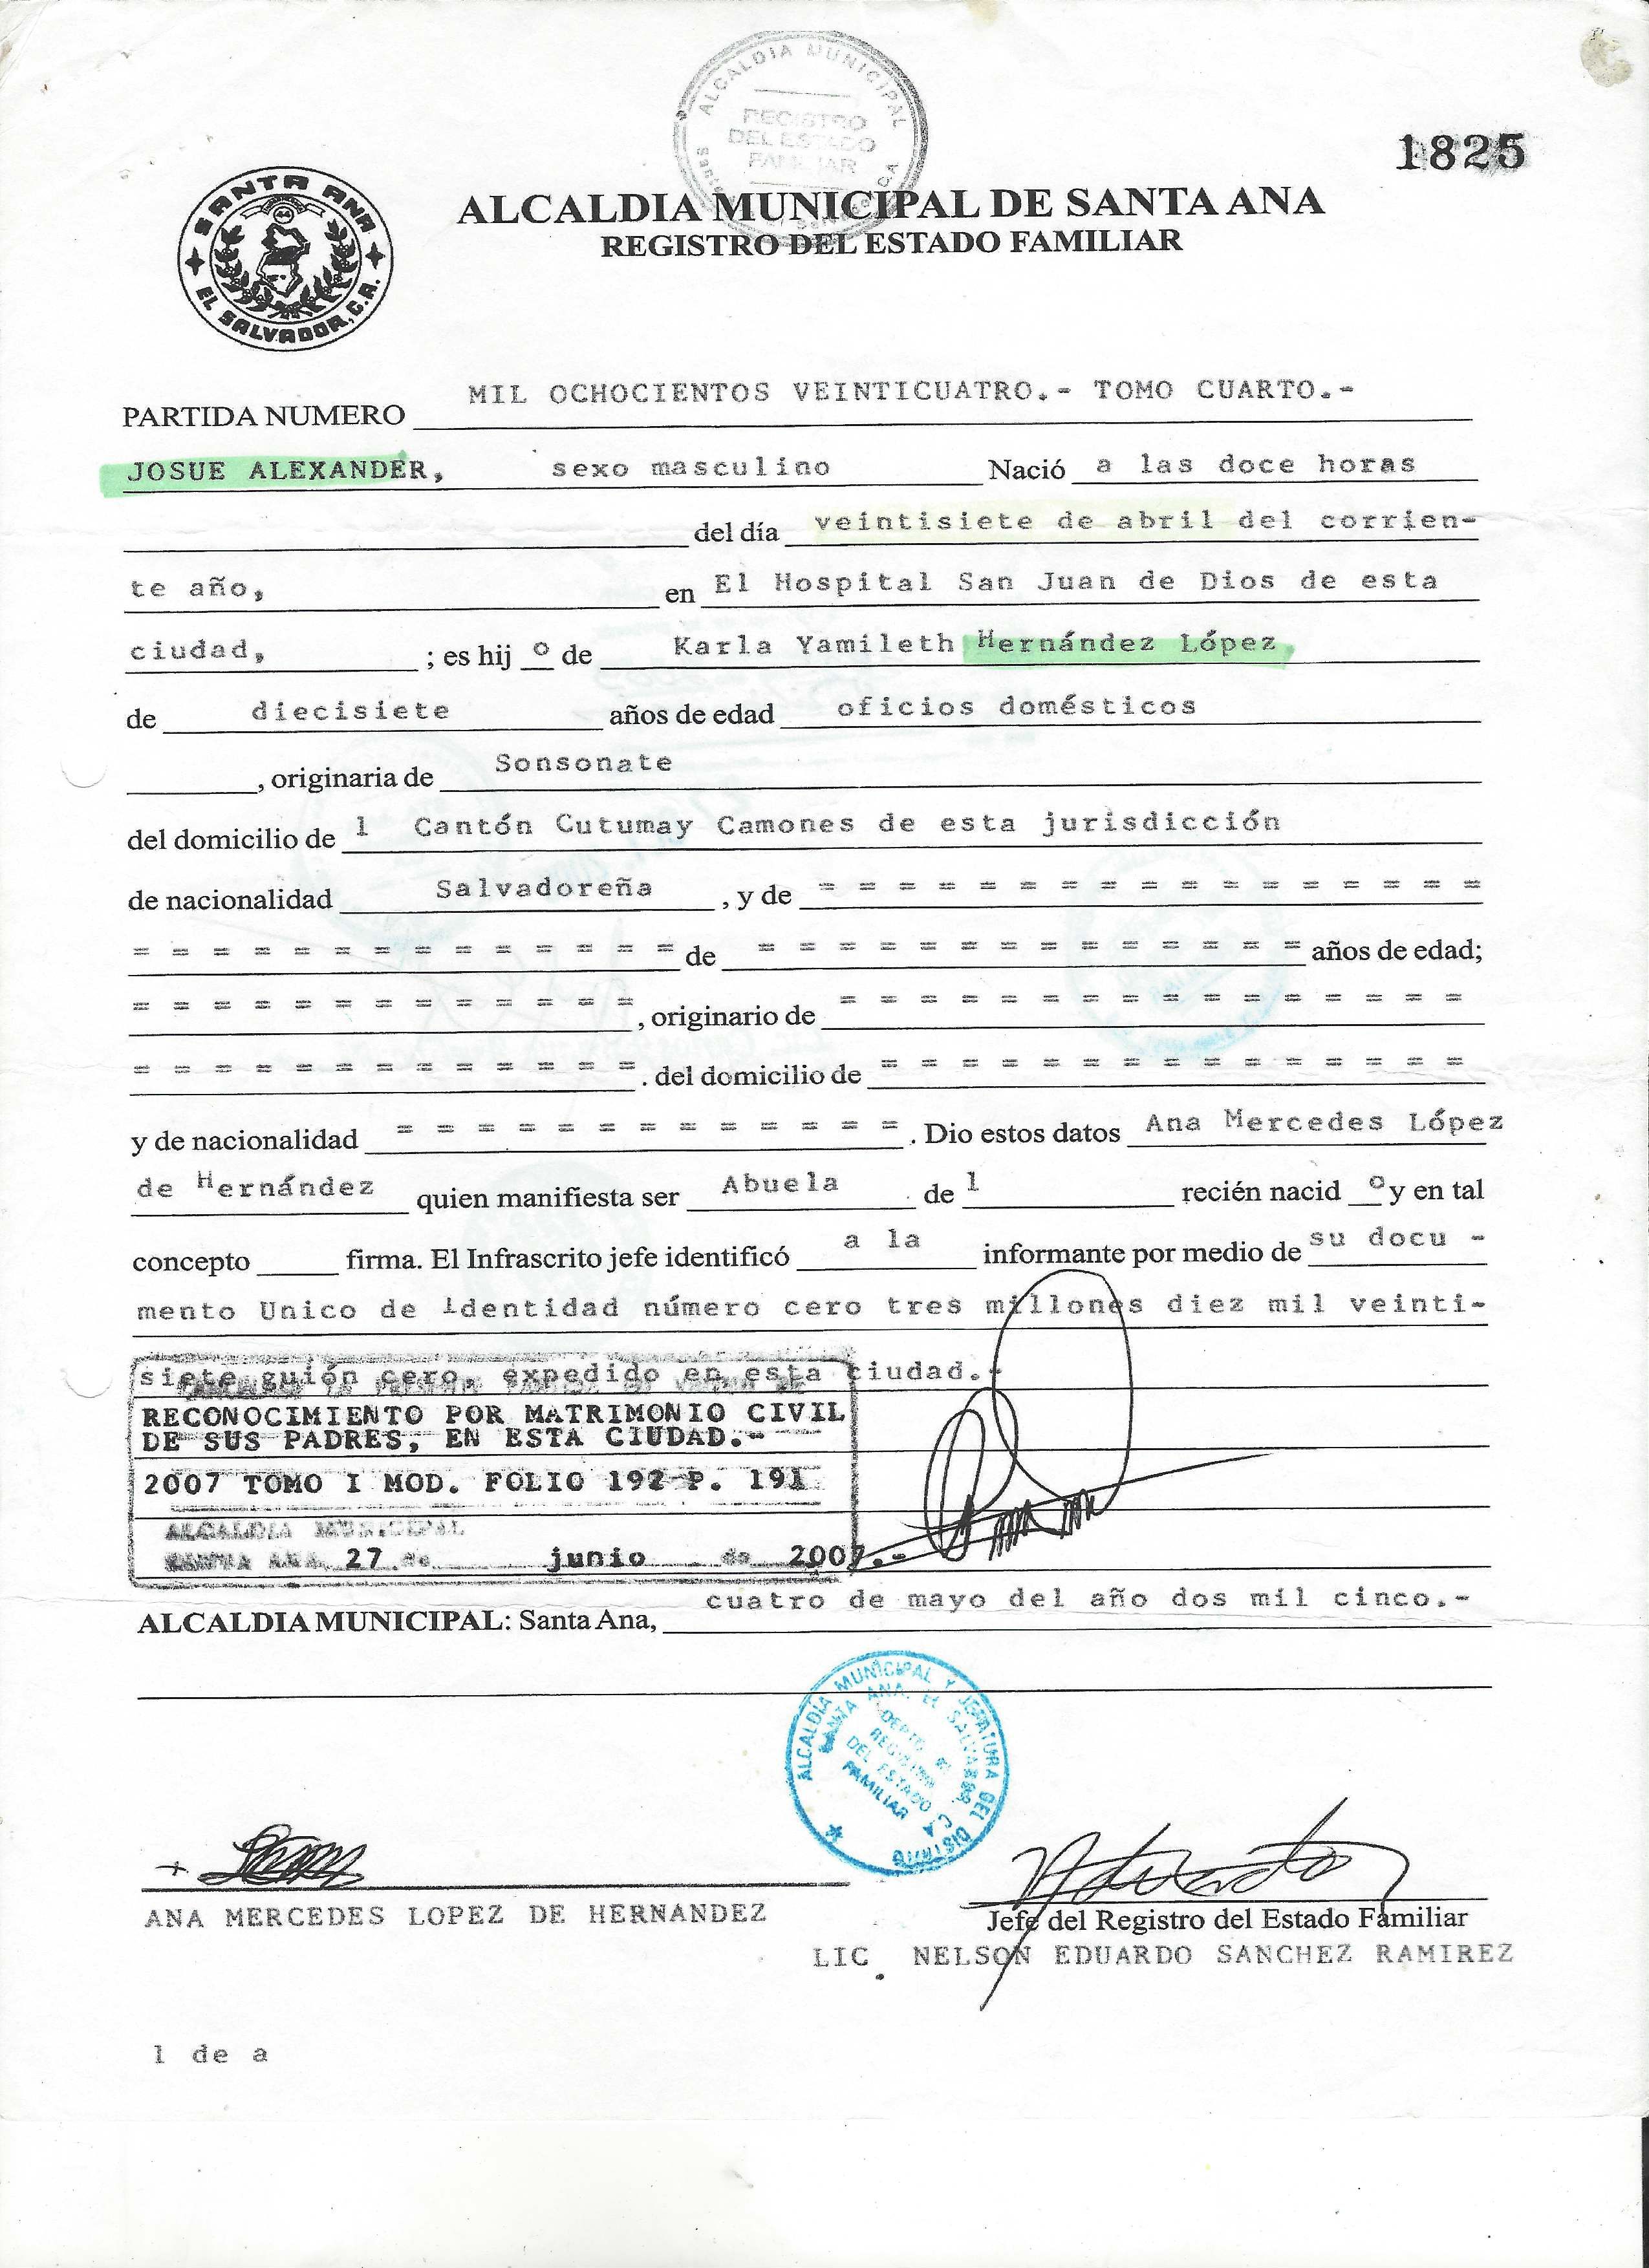 ALCALDIA MUNICIPAL
REGISTRO
DEL ESTADO
FAMILIAR
1825
SANTA ANA
44
EL SALVADOR, C.A.
ALCALDIA MUNICIPAL DE SANTA ANA
REGISTRO DEL ESTADO FAMILIAR
PARTIDA NUMERO MIL OCHOCIENTOS VEINTICUATRO.- TOMO CUARTO.-
JOSUE ALEXANDER, sexo masculino Nació a las doce horas
del día veintisiete de abril del corrien-
te año, en El Hospital San Juan de Dios de esta
ciudad, ; es hij o de Karla Yamileth Hernández López
de diecisiete años de edad oficios domésticos
, originaria de Sonsonate
del domicilio de l Cantón Cutumay Camones de esta jurisdicción
de nacionalidad Salvadoreña , y de = = = = = = = = = = = = = = = = =
= = = = = = = = = = = = = = de = = = = = = = = = = = = = = años de edad;
= = = = = = = = = = = = = , originario de = = = = = = = = = = = = = = = =
= = = = = = = = = = = = = . del domicilio de = = = = = = = = = = = = = = =
y de nacionalidad = = = = = = = = = = = = = . Dio estos datos Ana Mercedes López
de Hernández quien manifiesta ser Abuela de l recién nacid o y en tal
concepto firma. El Infrascrito jefe identificó a la informante por medio de su docu -
mento Unico de identidad número cero tres millones diez mil veinti-
siete guión cero, expedido en esta ciudad.-
RECONOCIMIENTO POR MATRIMONIO CIVIL
DE SUS PADRES, EN ESTA CIUDAD.-
2007 TOMO I MOD. FOLIO 192 P. 191
ALCALDIA MUNICIPAL
SANTA ANA 27 de junio de 2007.-
ALCALDIA MUNICIPAL: Santa Ana, cuatro de mayo del año dos mil cinco.-
ALCALDIA MUNICIPAL Y JEFATURA DEL DISTRITO
SANTA ANA. EL SALVADOR, C.A.
DEPTO
REGISTRO
DEL ESTADO
FAMILIAR
ANA MERCEDES LOPEZ DE HERNANDEZ
Jefe del Registro del Estado Familiar
LIC. NELSON EDUARDO SANCHEZ RAMIREZ
l de a